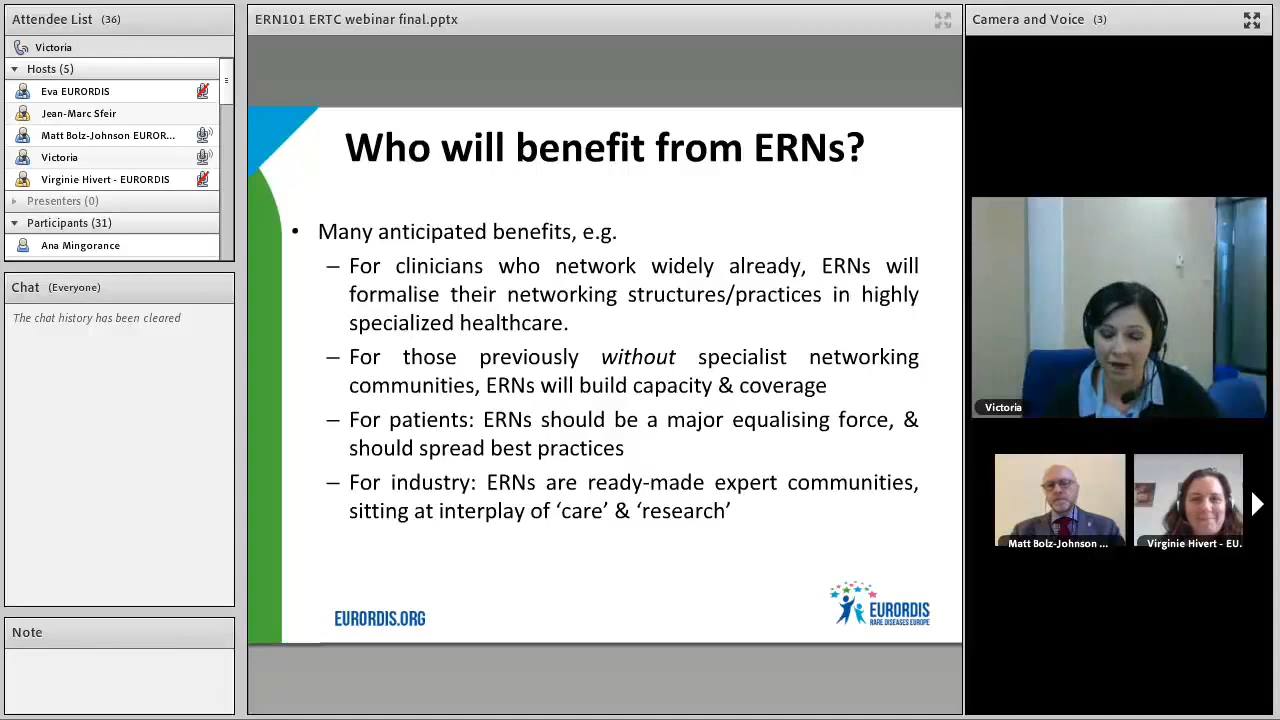 Attendee List (36)
Victoria
Hosts (5)
Eva EURORDIS
Jean-Marc Sfeir
Matt Bolz-Johnson EUROR...
Victoria
Virginie Hivert - EURORDIS
Presenters (0)
Participants (31)
Ana Mingorance
Chat (Everyone)
The chat history has been cleared
Note
ERN101 ERTC webinar final.pptx
Who will benefit from ERNs?
• Many anticipated benefits, e.g.
– For clinicians who network widely already, ERNs will
formalise their networking structures/practices in highly
specialized healthcare.
– For those previously without specialist networking
communities, ERNs will build capacity & coverage
– For patients: ERNs should be a major equalising force, &
should spread best practices
– For industry: ERNs are ready-made expert communities,
sitting at interplay of ‘care’ & ‘research’
EURORDIS.ORG
EURORDIS
RARE DISEASES EUROPE
Camera and Voice (3)
Victoria
Matt Bolz-Johnson ...
Virginie Hivert - EU.